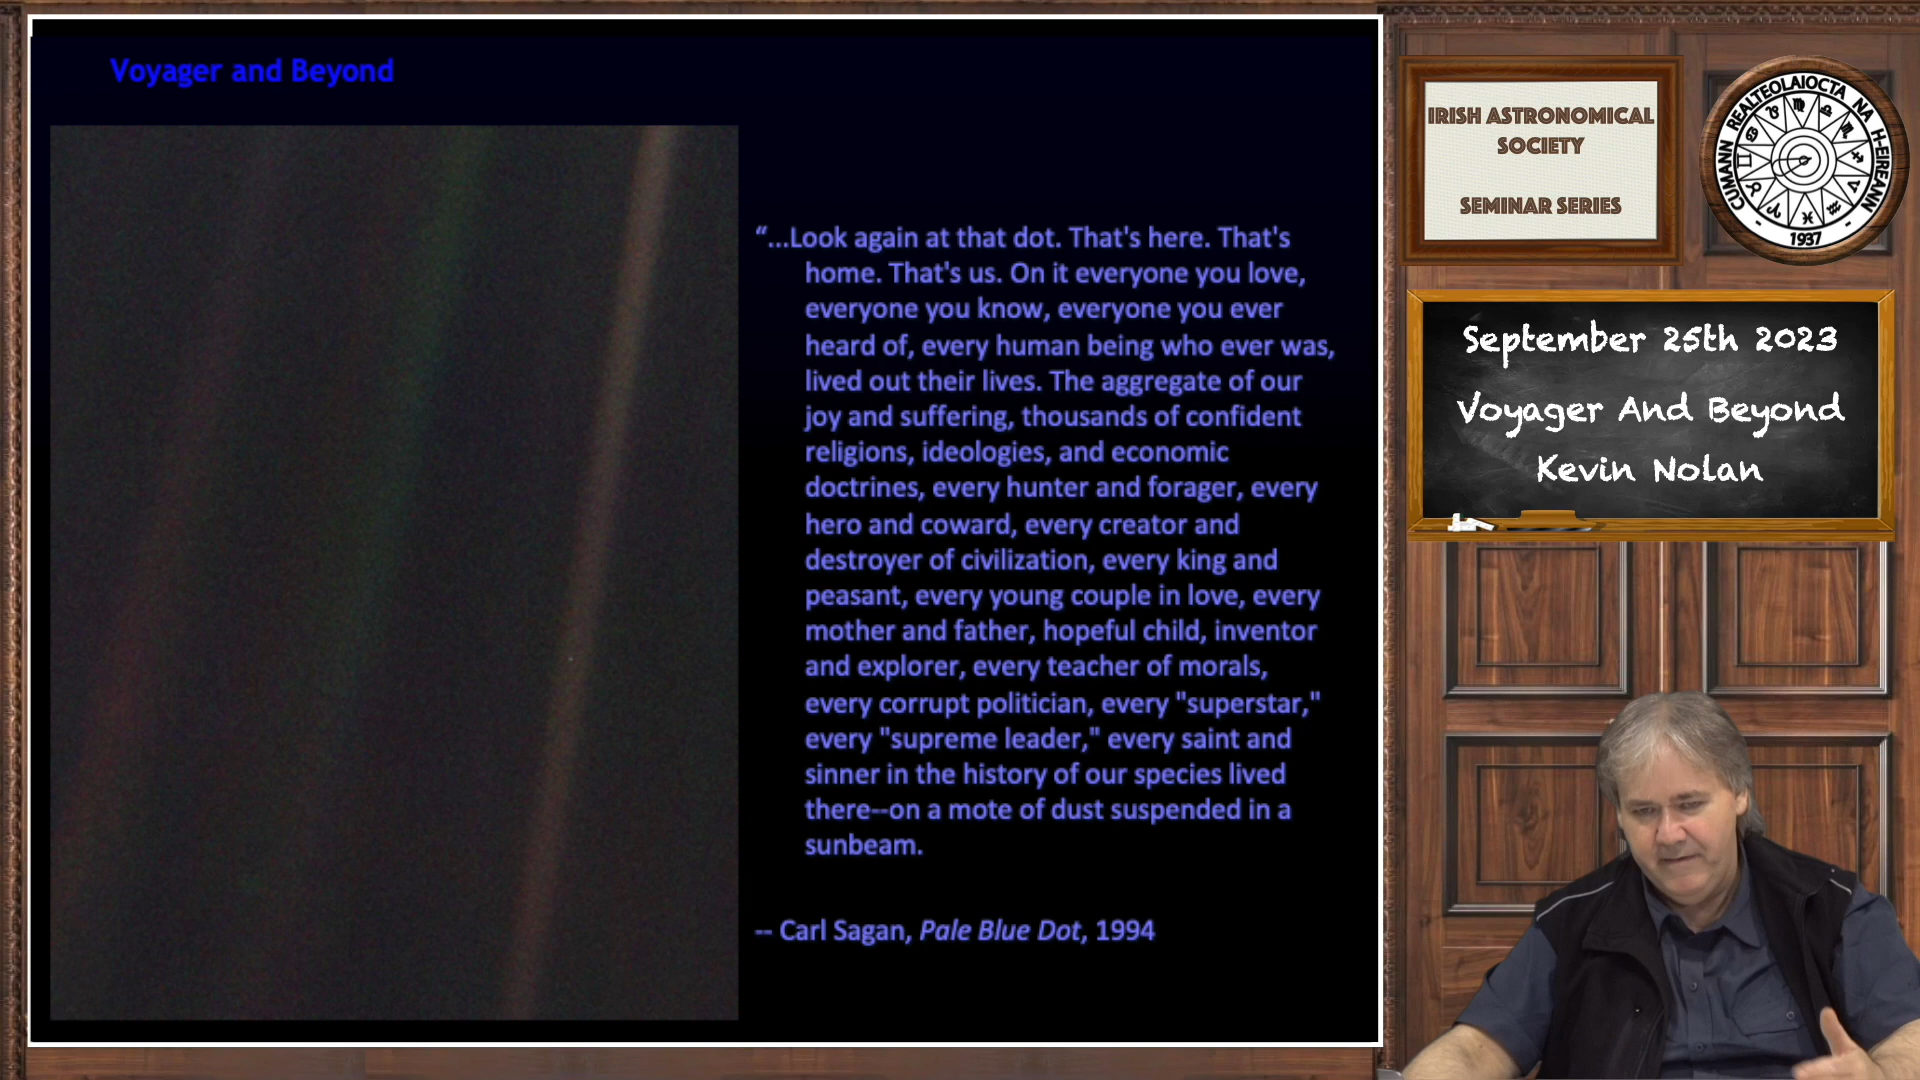 Voyager and Beyond
“...Look again at that dot. That's here. That's
home. That's us. On it everyone you love,
everyone you know, everyone you ever
heard of, every human being who ever was,
lived out their lives. The aggregate of our
joy and suffering, thousands of confident
religions, ideologies, and economic
doctrines, every hunter and forager, every
hero and coward, every creator and
destroyer of civilization, every king and
peasant, every young couple in love, every
mother and father, hopeful child, inventor
and explorer, every teacher of morals,
every corrupt politician, every "superstar,"
every "supreme leader," every saint and
sinner in the history of our species lived
there--on a mote of dust suspended in a
sunbeam.
-- Carl Sagan, Pale Blue Dot, 1994
IRISH ASTRONOMICAL
SOCIETY
SEMINAR SERIES
CUMANN REALTEOLAIOCTA NA H-EIREANN
- 1937 -
September 25th 2023
Voyager And Beyond
Kevin Nolan